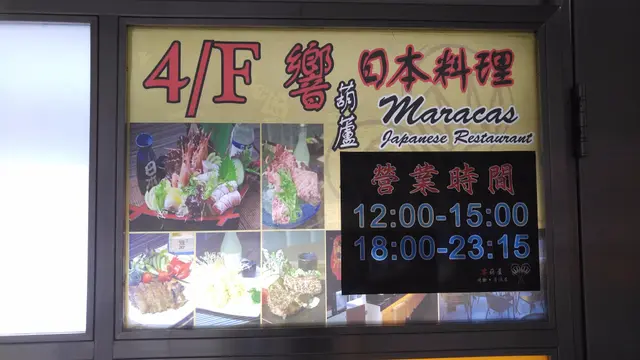 4/F 響葫蘆 日本料理
Maracas
Japanese Restaurant
營業時間
12:00-15:00
18:00-23:15